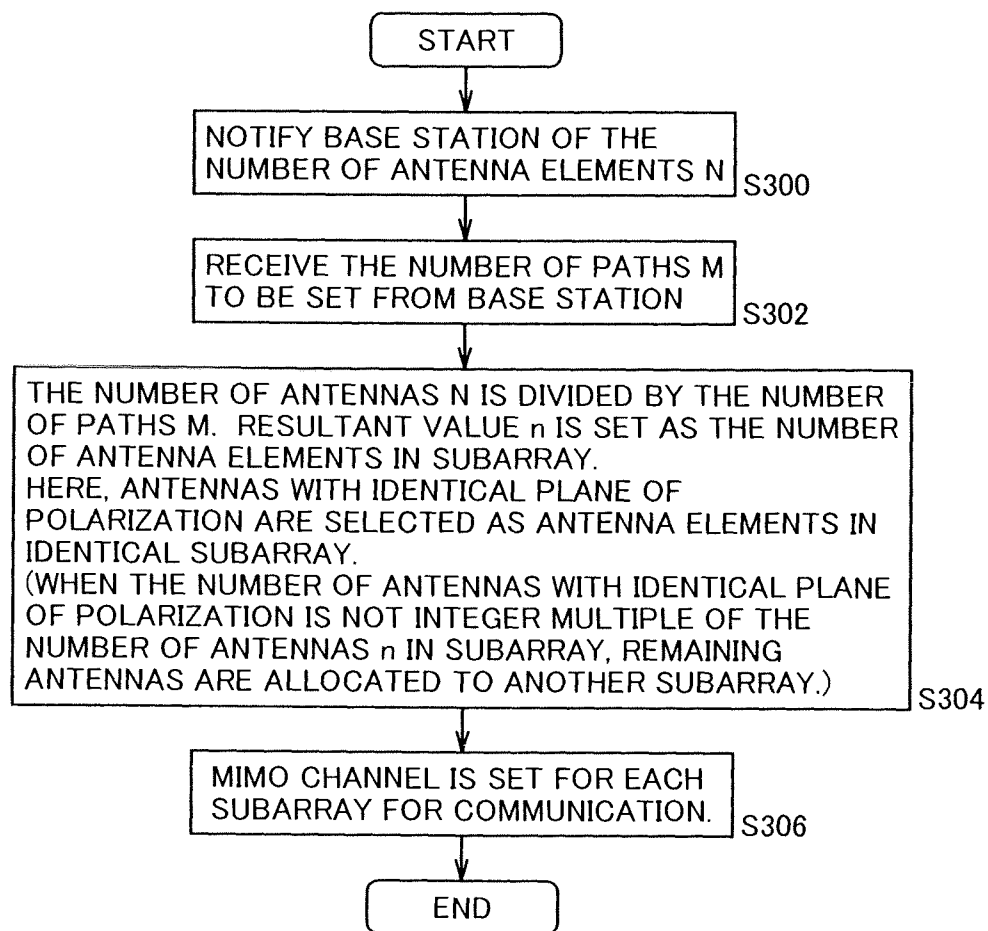 START
NOTIFY BASE STATION OF THE
NUMBER OF ANTENNA ELEMENTS N
S300
RECEIVE THE NUMBER OF PATHS M
TO BE SET FROM BASE STATION
S302
THE NUMBER OF ANTENNAS N IS DIVIDED BY THE NUMBER
OF PATHS M. RESULTANT VALUE n IS SET AS THE NUMBER
OF ANTENNA ELEMENTS IN SUBARRAY.
HERE, ANTENNAS WITH IDENTICAL PLANE OF
POLARIZATION ARE SELECTED AS ANTENNA ELEMENTS IN
IDENTICAL SUBARRAY.
(WHEN THE NUMBER OF ANTENNAS WITH IDENTICAL PLANE
OF POLARIZATION IS NOT INTEGER MULTIPLE OF THE
NUMBER OF ANTENNAS n IN SUBARRAY, REMAINING
ANTENNAS ARE ALLOCATED TO ANOTHER SUBARRAY.)
S304
MIMO CHANNEL IS SET FOR EACH
SUBARRAY FOR COMMUNICATION.
S306
END